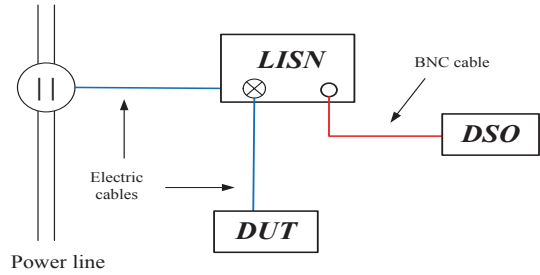 LISN
BNC cable
DSO
Electric
cables
DUT
Power line